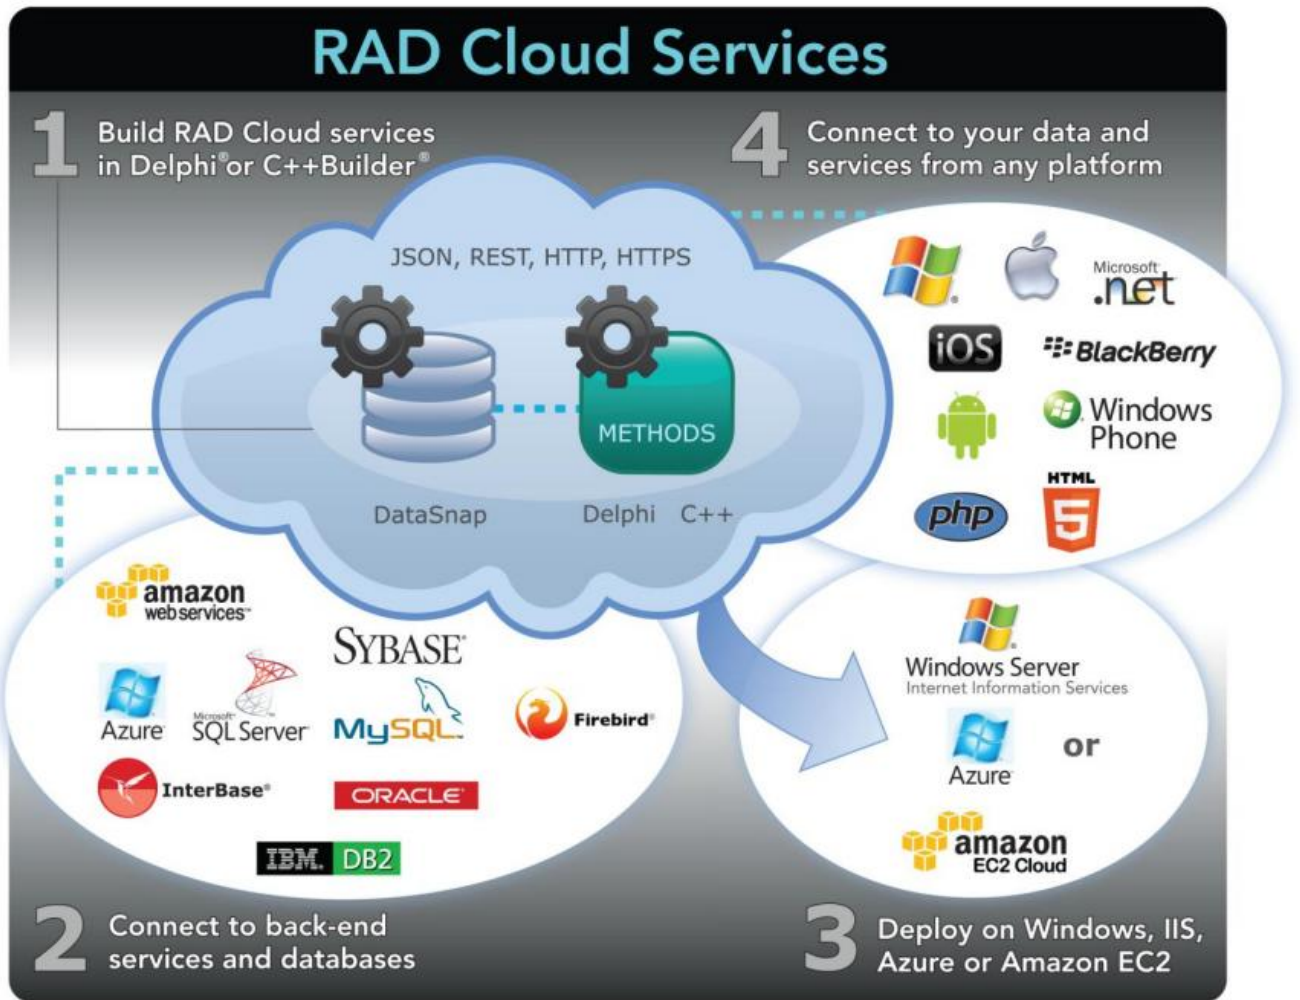 RAD Cloud Services
1 Build RAD Cloud services
in Delphi® or C++Builder®
4 Connect to your data and
services from any platform
JSON, REST, HTTP, HTTPS
METHODS
DataSnap
Delphi C++
Microsoft®
.net
iOS
BlackBerry
Windows
Phone
php
HTML
5
amazon
web services™
SYBASE®
Azure
Microsoft®
SQL Server
MySQL™
Firebird®
InterBase®
ORACLE®
IBM. DB2
Windows Server
Internet Information Services
Azure
or
amazon
EC2 Cloud
2 Connect to back-end
services and databases
3 Deploy on Windows, IIS,
Azure or Amazon EC2